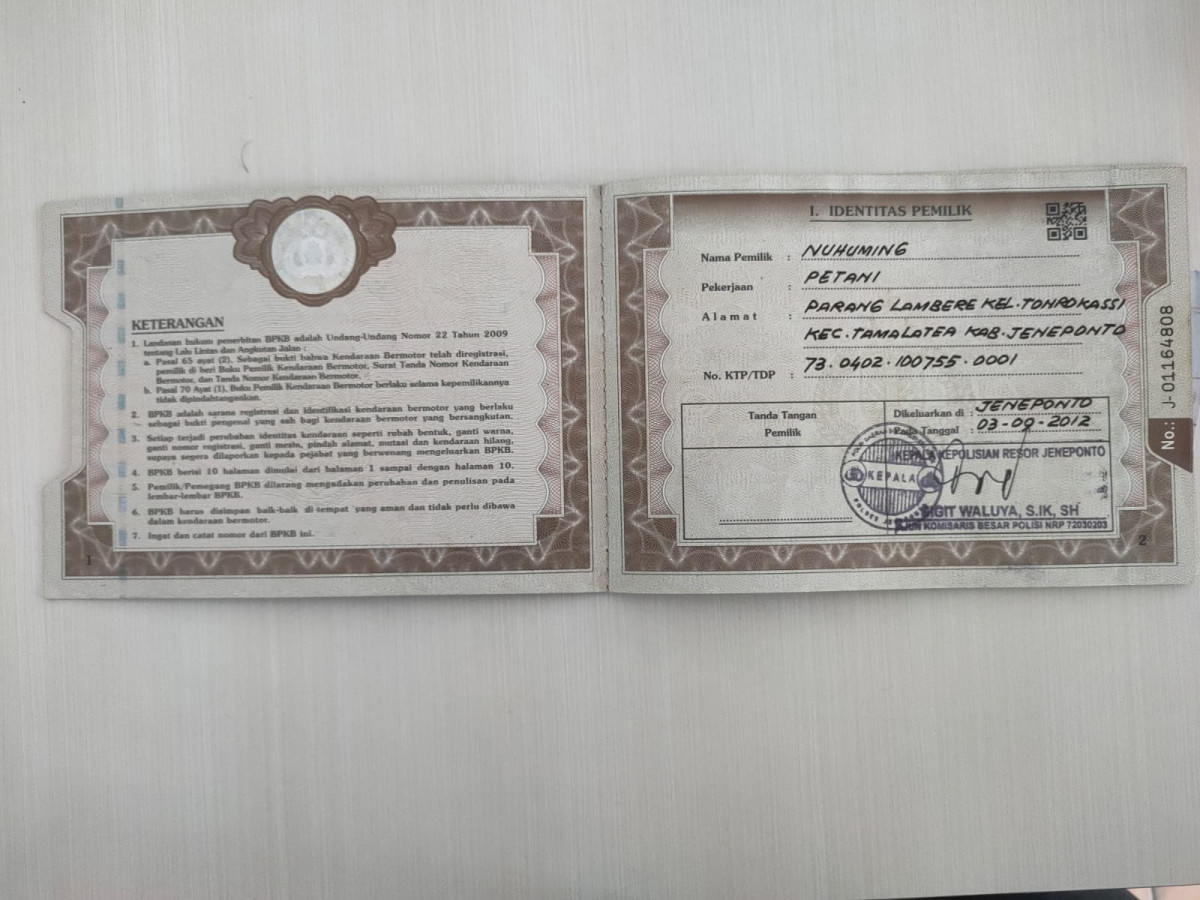 KETERANGAN
1. Landasan hukum penerbitan BPKB adalah Undang-Undang Nomor 22 Tahun 2009
tentang Lalu Lintas dan Angkutan Jalan :
a. Pasal 65 ayat (2), Sebagai bukti bahwa Kendaraan Bermotor telah diregistrasi,
pemilik di beri Buku Pemilik Kendaraan Bermotor, Surat Tanda Nomor Kendaraan
Bermotor, dan Tanda Nomor Kendaraan Bermotor.
b. Pasal 70 Ayat (1), Buku Pemilik Kendaraan Bermotor berlaku selama kepemilikannya
tidak dipindahtangankan.
2. BPKB adalah sarana registrasi dan identifikasi kendaraan bermotor yang berlaku
sebagai bukti pengenal yang sah bagi kendaraan bermotor yang bersangkutan.
3. Setiap terjadi perubahan identitas kendaraan seperti rubah bentuk, ganti warna,
ganti nomor registrasi, ganti mesin, pindah alamat, mutasi dan kendaraan hilang,
supaya segera dilaporkan kepada pejabat yang berwenang mengeluarkan BPKB.
4. BPKB berisi 10 halaman dimulai dari halaman 1 sampai dengan halaman 10.
5. Pemilik/Pemegang BPKB dilarang mengadakan perubahan dan penulisan pada
lembar-lembar BPKB.
6. BPKB harus disimpan baik-baik di tempat yang aman dan tidak perlu dibawa
dalam kendaraan bermotor.
7. Ingat dan catat nomor dari BPKB ini.
1
I. IDENTITAS PEMILIK
Nama Pemilik : NUHUMING
Pekerjaan : PETANI
Alamat : PARANG LAMBERE KEL. TONROKASSI
KEC. TAMALATEA KAB. JENEPONTO
No. KTP/TDP : 73.0402.100755.0001
Tanda Tangan
Pemilik
Dikeluarkan di : JENEPONTO
Pada Tanggal : 03-09-2012
KEPALA KEPOLISIAN RESOR JENEPONTO
KEPALA
SIGIT WALUYA, S.IK, SH
AJUN KOMISARIS BESAR POLISI NRP 72030203
2
No.: J-01164808